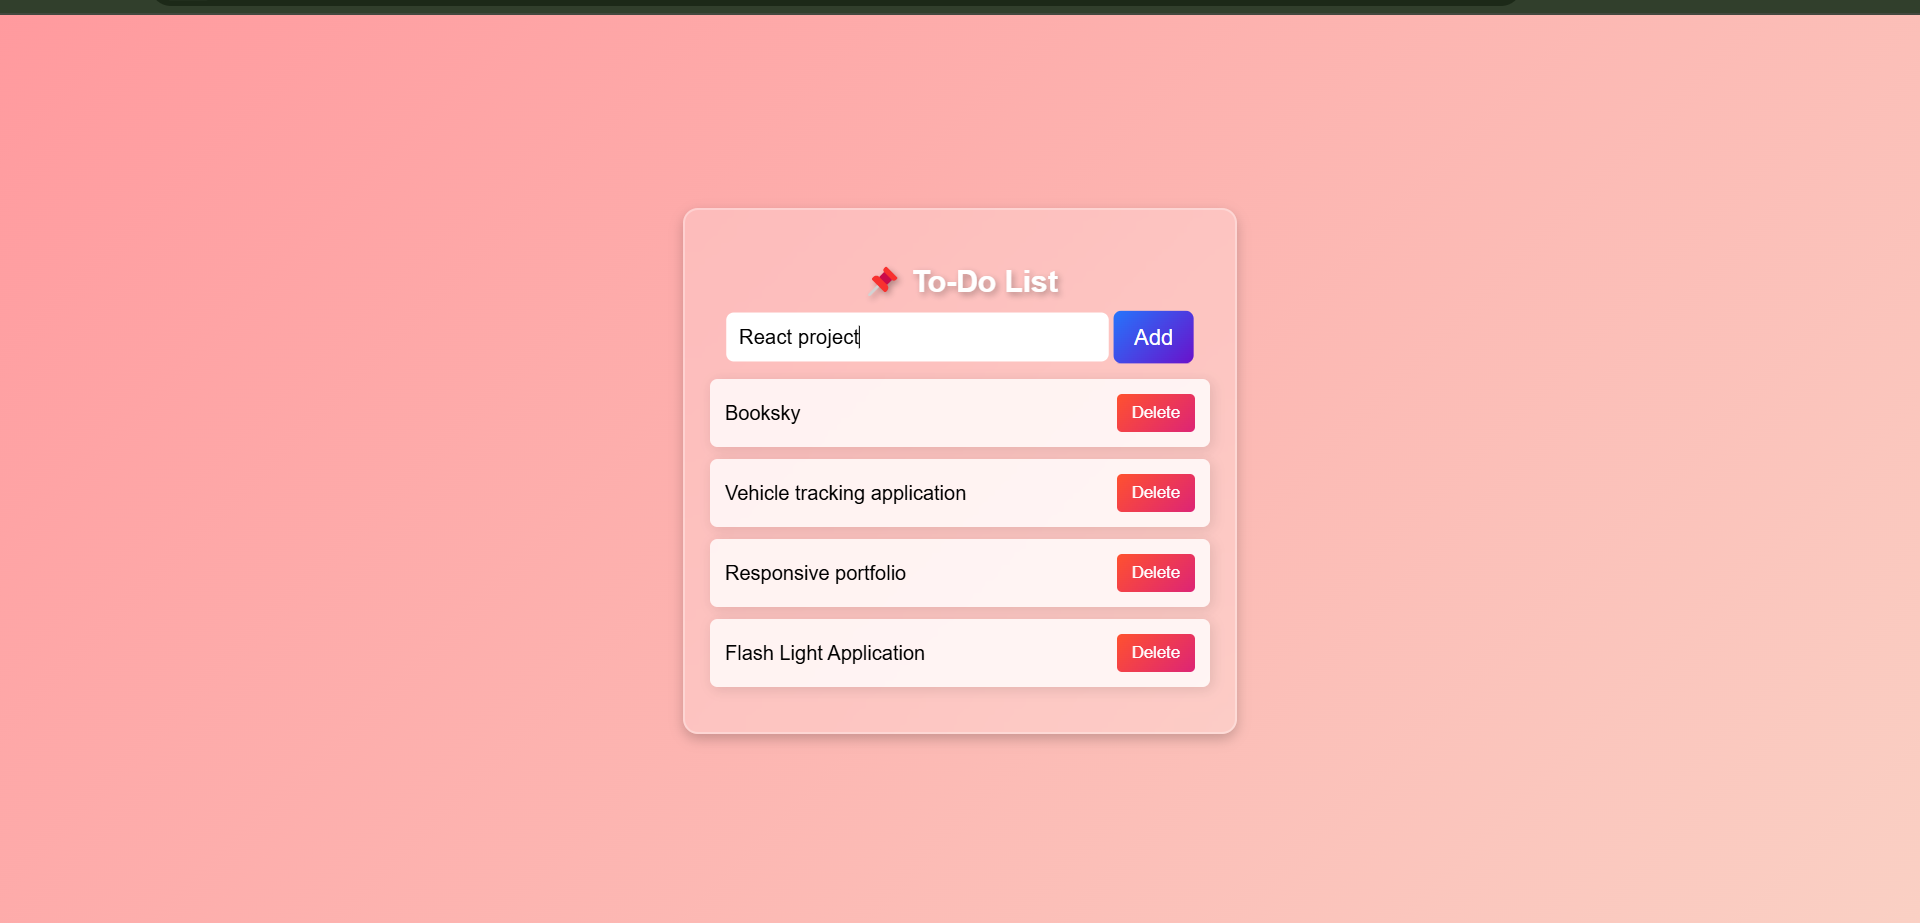 📌 To-Do List
React project
Add
Booksky
Delete
Vehicle tracking application
Delete
Responsive portfolio
Delete
Flash Light Application
Delete